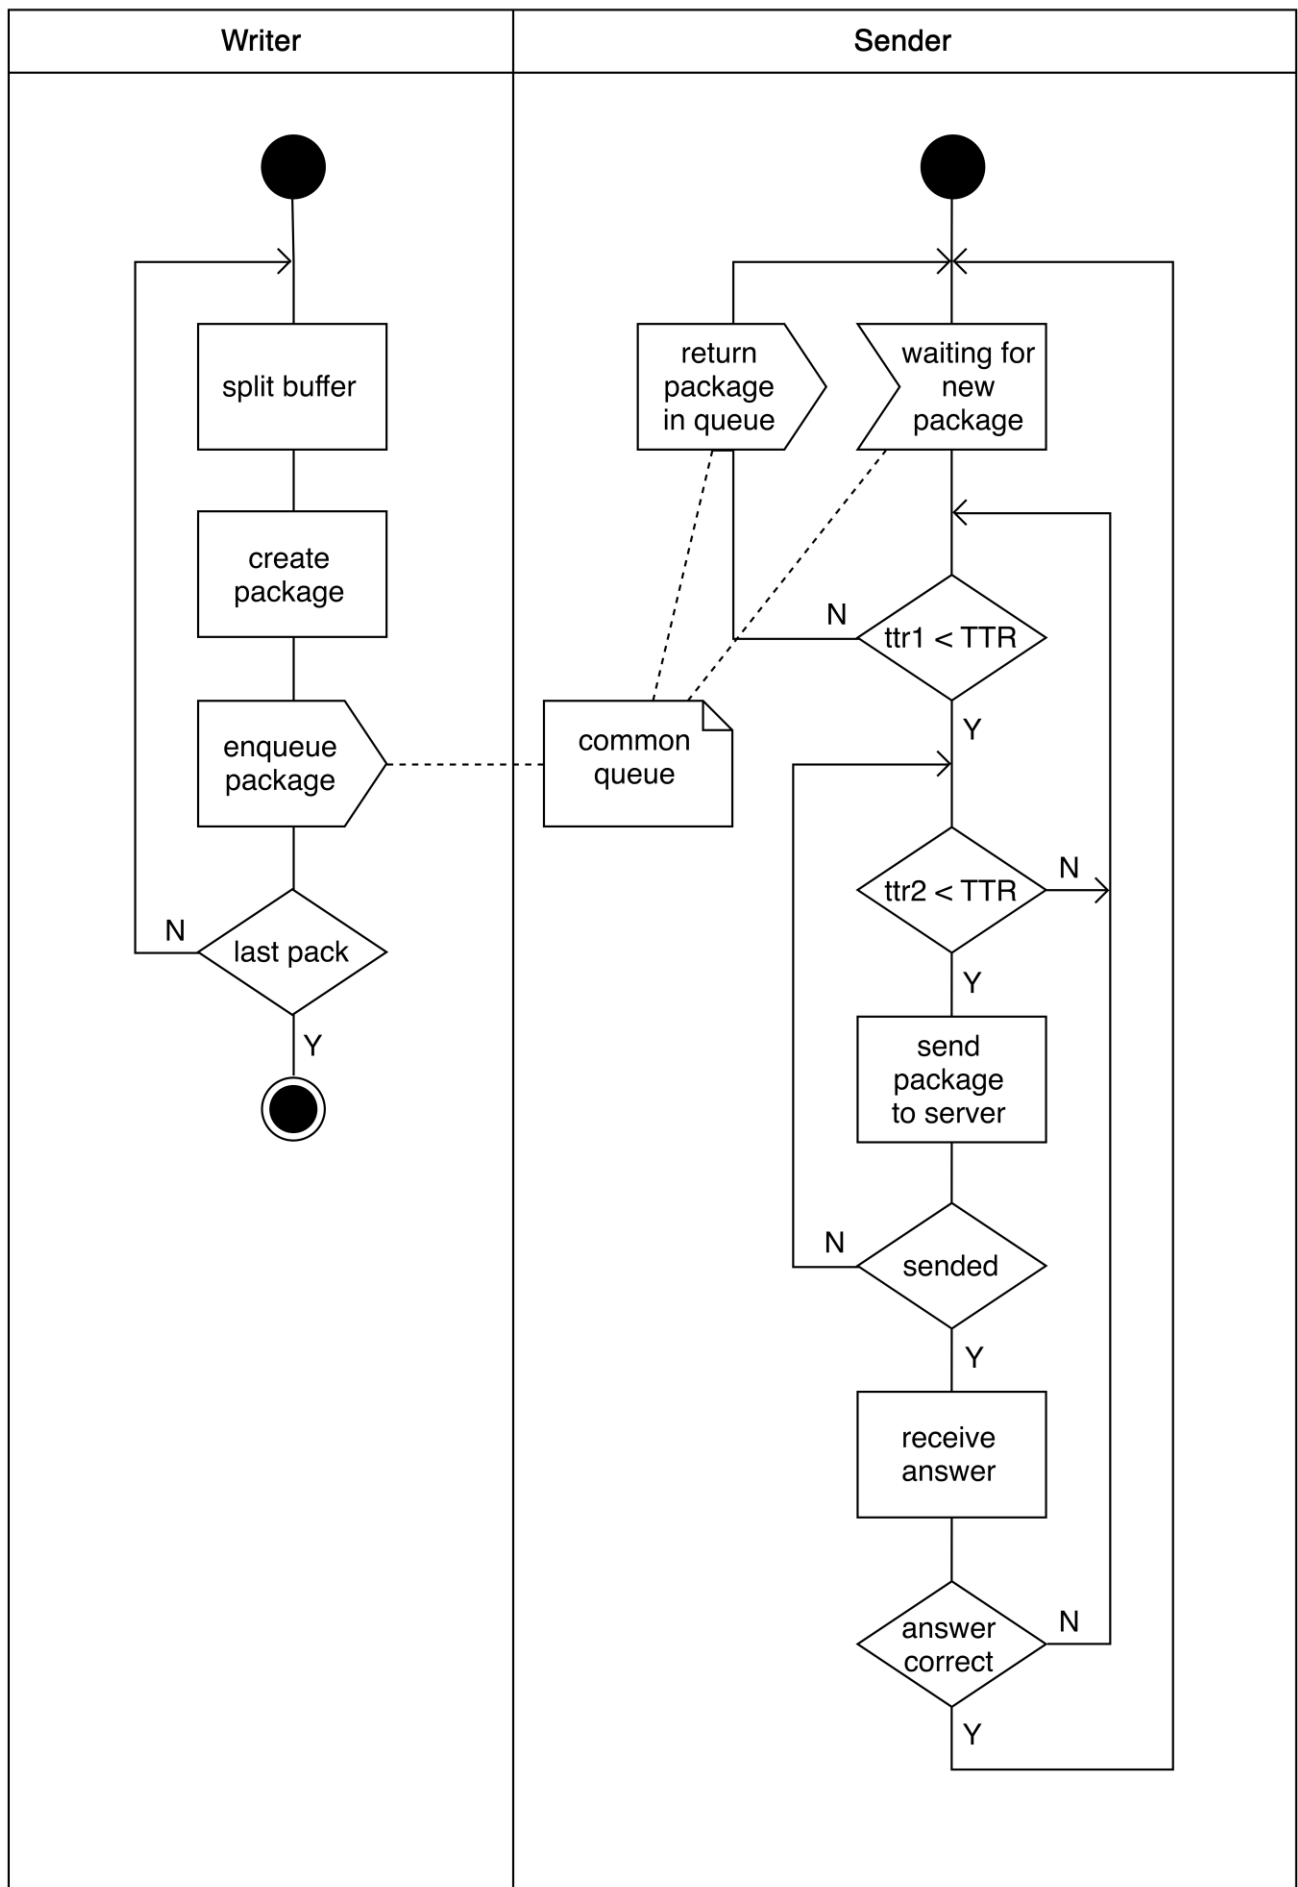 Writer
Sender
split buffer
create
package
enqueue
package
last pack
N
Y
return
package
in queue
waiting for
new
package
N
ttr1 < TTR
Y
common
queue
ttr2 < TTR
N
Y
send
package
to server
N
sended
Y
receive
answer
answer
correct
N
Y